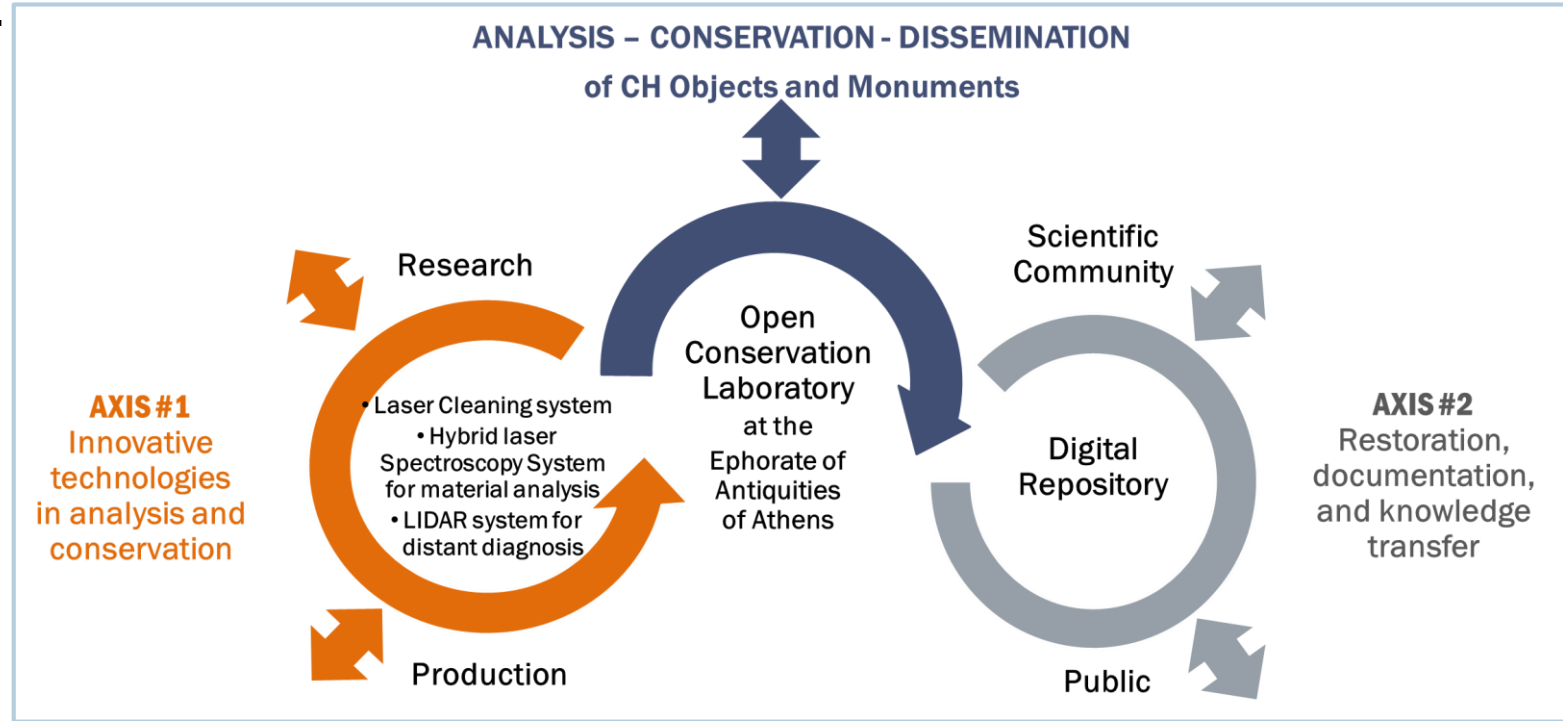 ANALYSIS – CONSERVATION - DISSEMINATION
of CH Objects and Monuments
Research
AXIS #1
Innovative
technologies
in analysis and
conservation
• Laser Cleaning system
• Hybrid laser
Spectroscopy System
for material analysis
• LIDAR system for
distant diagnosis
Production
Open
Conservation
Laboratory
at the
Ephorate of
Antiquities
of Athens
Scientific
Community
Digital
Repository
Public
AXIS #2
Restoration,
documentation,
and knowledge
transfer